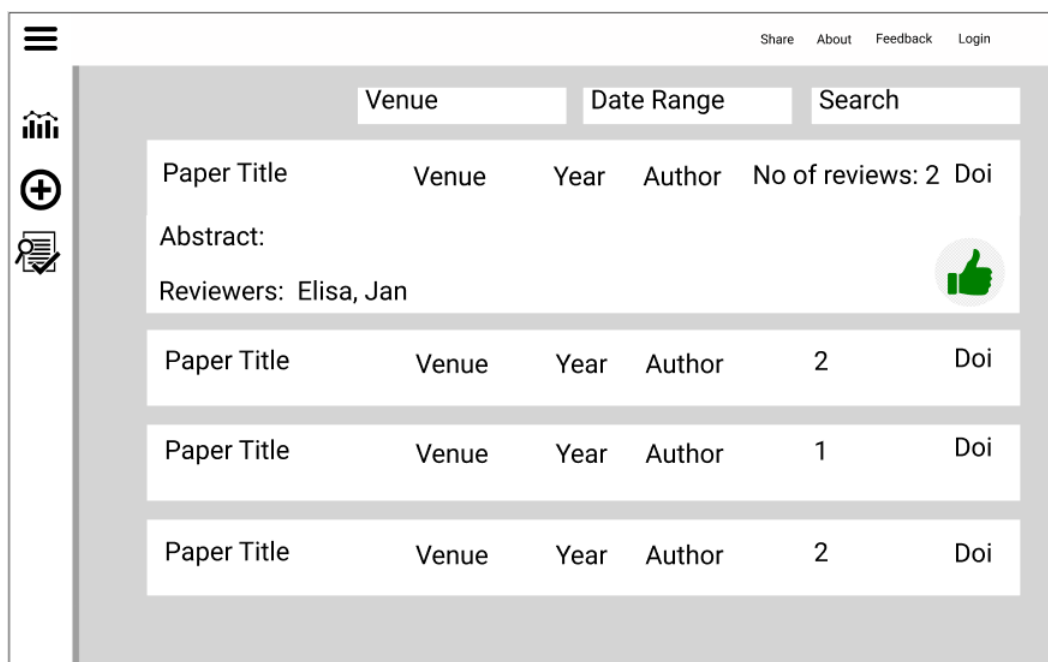 Share About Feedback Login
Venue Date Range Search
Paper Title Venue Year Author No of reviews: 2 Doi
Abstract:
Reviewers: Elisa, Jan
Paper Title Venue Year Author 2 Doi
Paper Title Venue Year Author 1 Doi
Paper Title Venue Year Author 2 Doi